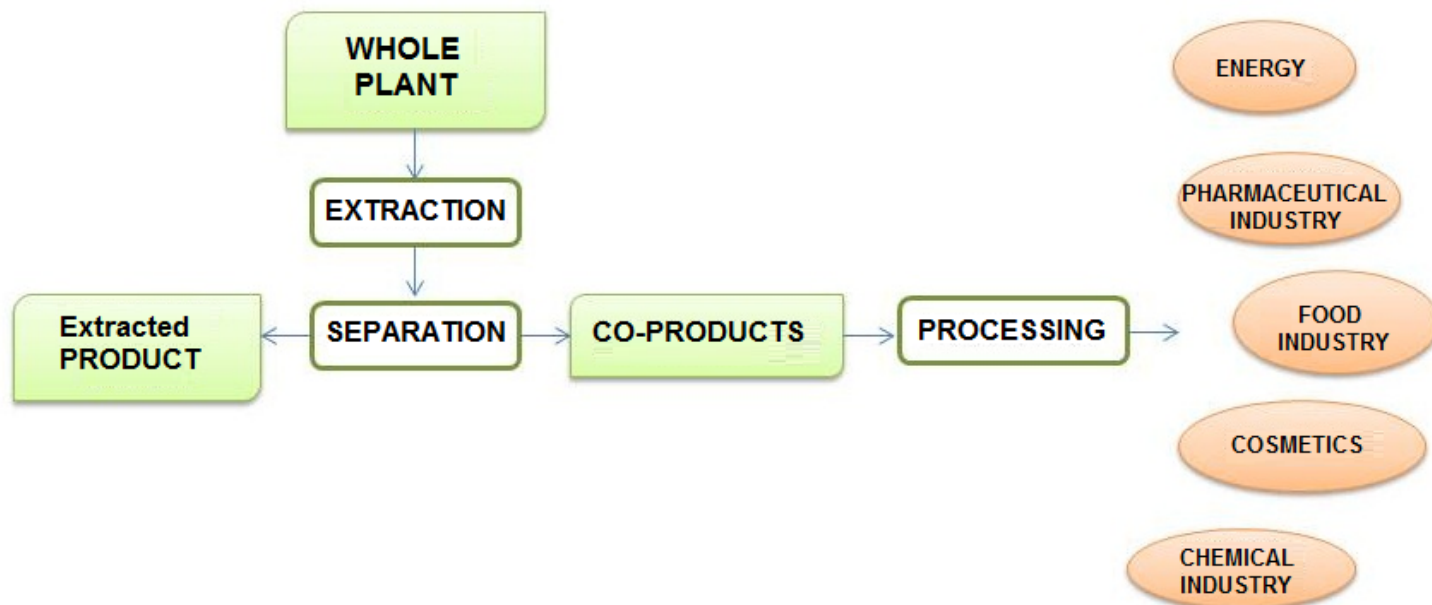 WHOLE
PLANT
EXTRACTION
Extracted
PRODUCT
SEPARATION
CO-PRODUCTS
PROCESSING
ENERGY
PHARMACEUTICAL
INDUSTRY
FOOD
INDUSTRY
COSMETICS
CHEMICAL
INDUSTRY